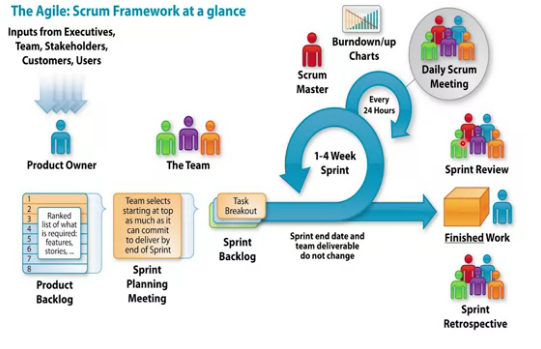 The Agile: Scrum Framework at a glance
Inputs from Executives,
Team, Stakeholders,
Customers, Users
Product Owner
The Team
Scrum
Master
Burndown/up
Charts
Daily Scrum
Meeting
Every
24 Hours
1-4 Week
Sprint
Sprint Review
1
2
3
4
5
6
7
8
Ranked
list of what
is required:
features,
stories, ...
Product
Backlog
Team selects
starting at top
as much as it
can commit
to deliver by
end of Sprint
Sprint
Planning
Meeting
Task
Breakout
Sprint
Backlog
Sprint end date and
team deliverable
do not change
Finished Work
Sprint
Retrospective